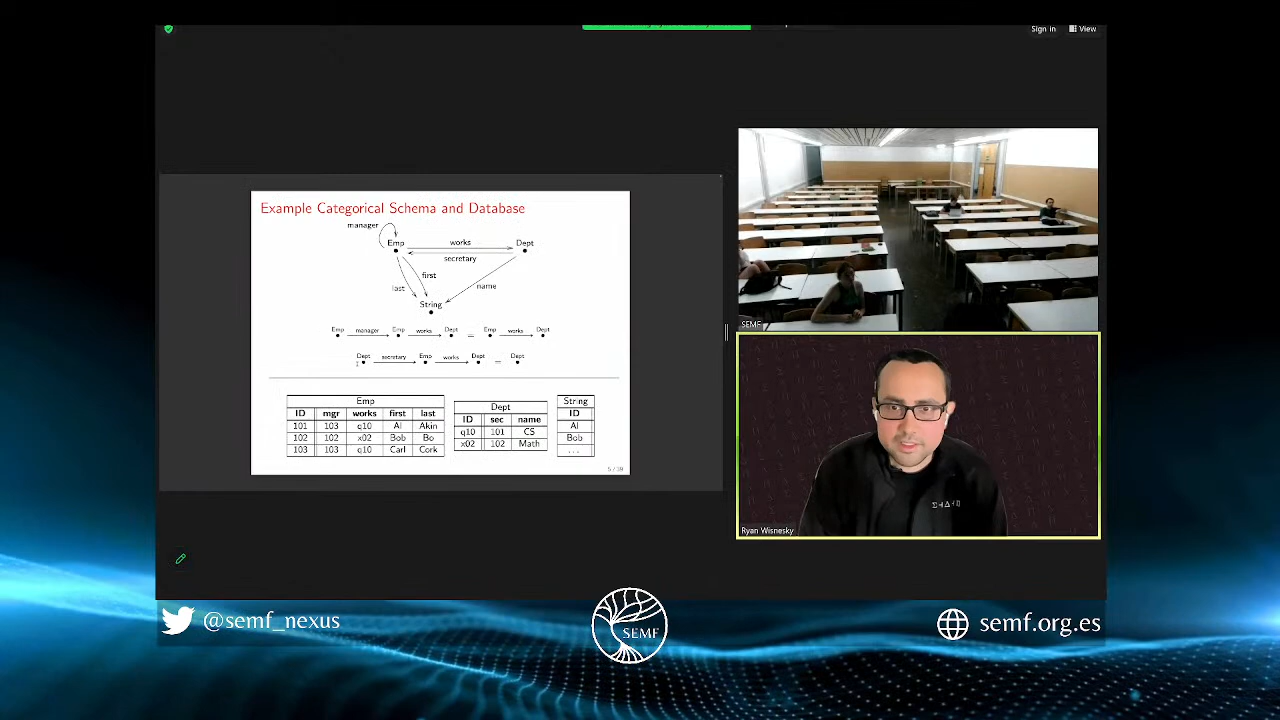 Sign in
View
Example Categorical Schema and Database
manager
Emp
works
Dept
secretary
first
last
name
String
Emp manager Emp works Dept = Emp works Dept
Dept secretary Emp works Dept = Dept
Emp
ID mgr works first last
101 103 q10 Al Akin
102 102 x02 Bob Bo
103 103 q10 Carl Cork
Dept
ID sec name
q10 101 CS
x02 102 Math
String
ID
Al
Bob
...
5 / 39
SEMF
Ryan Wisnesky
@semf_nexus
SEMF
semf.org.es